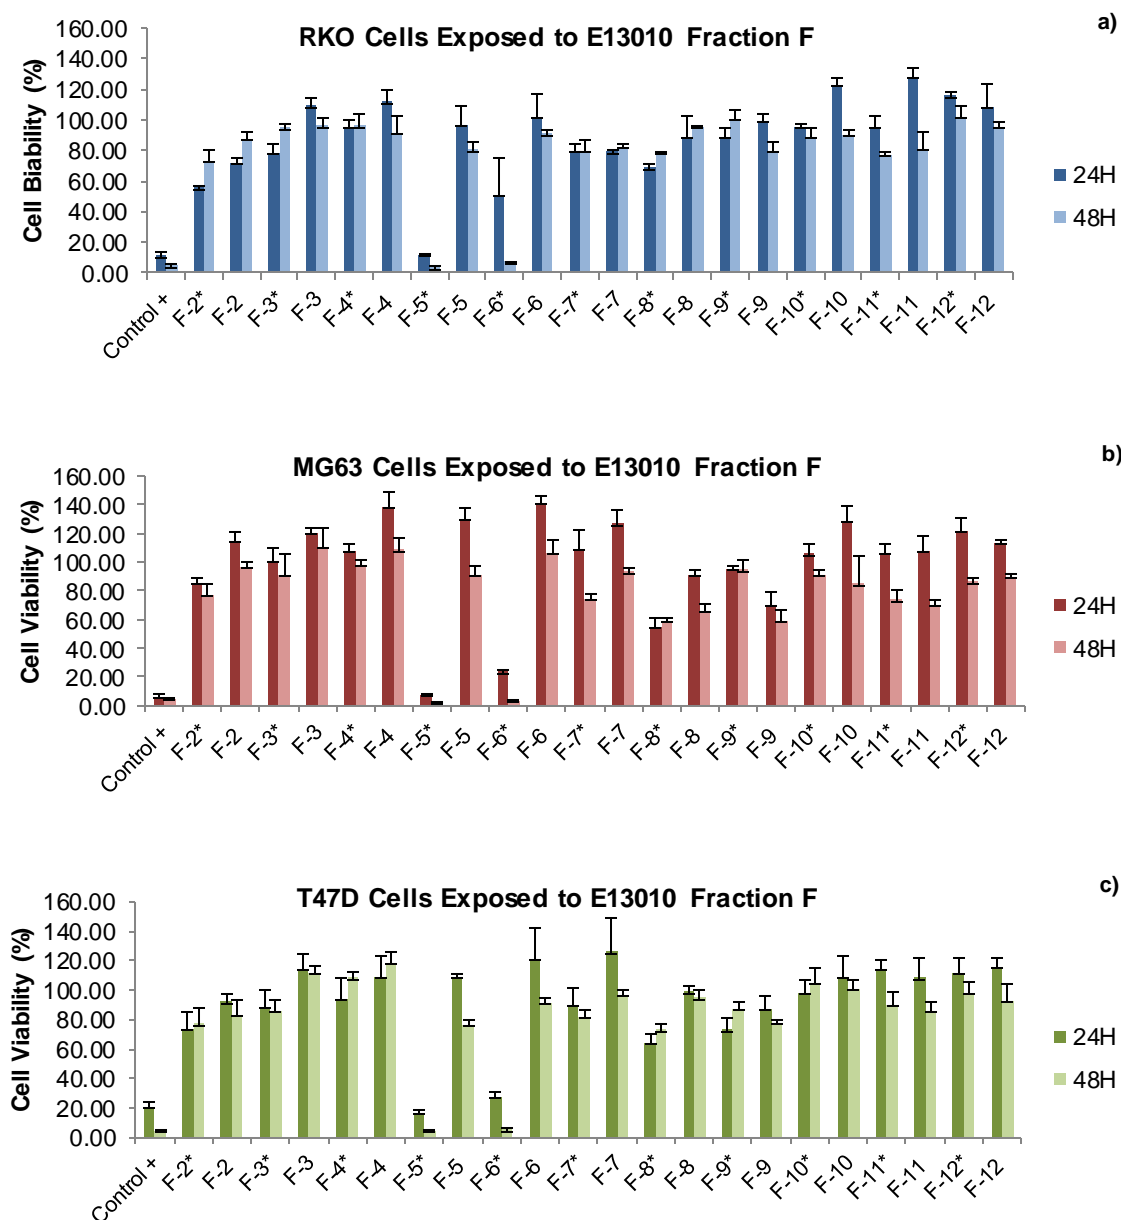 a)
RKO Cells Exposed to E13010 Fraction F
Cell Biability (%)
160.00
140.00
120.00
100.00
80.00
60.00
40.00
20.00
0.00
24H
48H
Control + F-2* F-2 F-3* F-3 F-4* F-4 F-5* F-5 F-6* F-6 F-7* F-7 F-8* F-8 F-9* F-9 F-10* F-10 F-11* F-11 F-12* F-12
b)
MG63 Cells Exposed to E13010 Fraction F
Cell Viability (%)
160.00
140.00
120.00
100.00
80.00
60.00
40.00
20.00
0.00
24H
48H
Control + F-2* F-2 F-3* F-3 F-4* F-4 F-5* F-5 F-6* F-6 F-7* F-7 F-8* F-8 F-9* F-9 F-10* F-10 F-11* F-11 F-12* F-12
c)
T47D Cells Exposed to E13010 Fraction F
Cell Viability (%)
160.00
140.00
120.00
100.00
80.00
60.00
40.00
20.00
0.00
24H
48H
Control + F-2* F-2 F-3* F-3 F-4* F-4 F-5* F-5 F-6* F-6 F-7* F-7 F-8* F-8 F-9* F-9 F-10* F-10 F-11* F-11 F-12* F-12